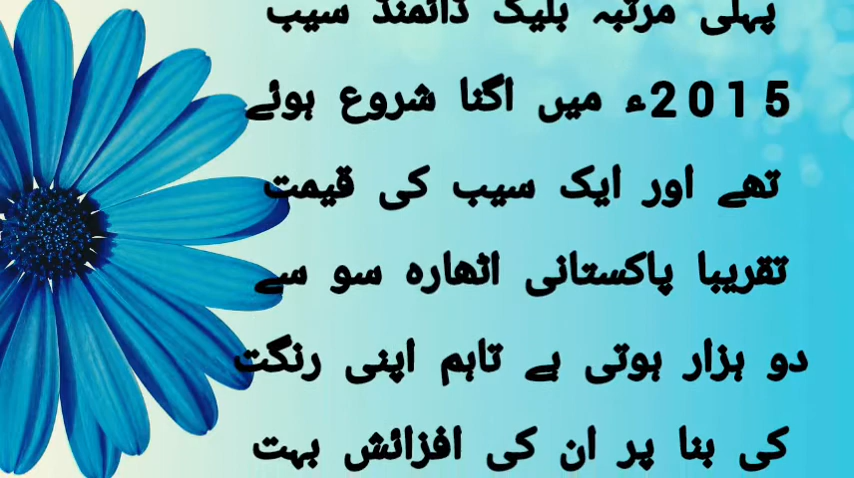 پہلی مرتبہ بلیک ڈائمنڈ سیب
2015ء میں اگنا شروع ہوئے
تھے اور ایک سیب کی قیمت
تقریبا پاکستانی اٹھارہ سو سے
دو ہزار ہوتی ہے تاہم اپنی رنگت
کی بنا پر ان کی افزائش بہت